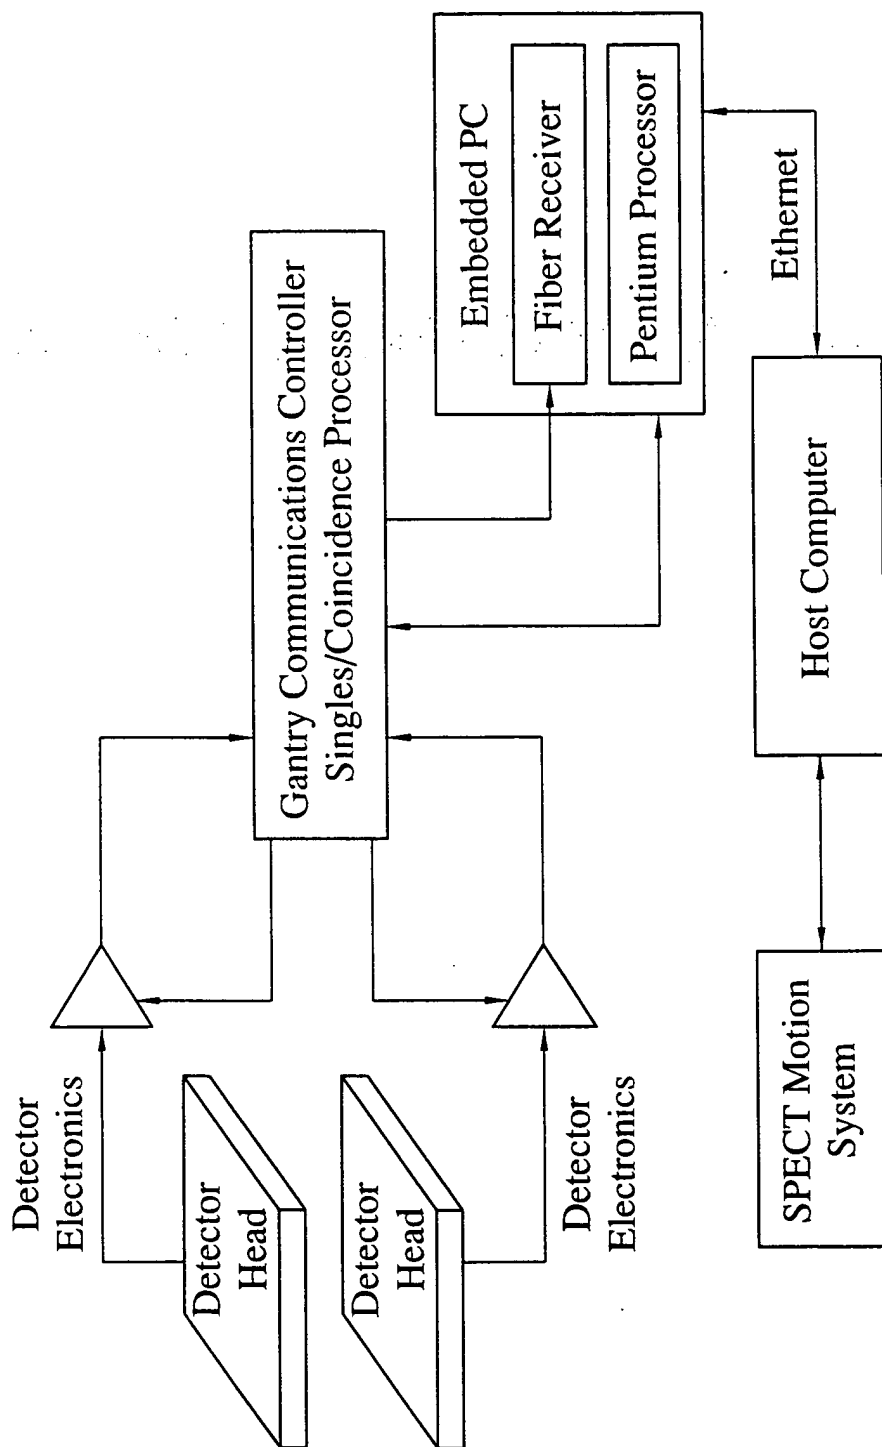 Detector
Electronics
Detector
Head
Detector
Head
Detector
Electronics
Gantry Communications Controller
Singles/Coincidence Processor
Embedded PC
Fiber Receiver
Pentium Processor
Ethernet
SPECT Motion
System
Host Computer